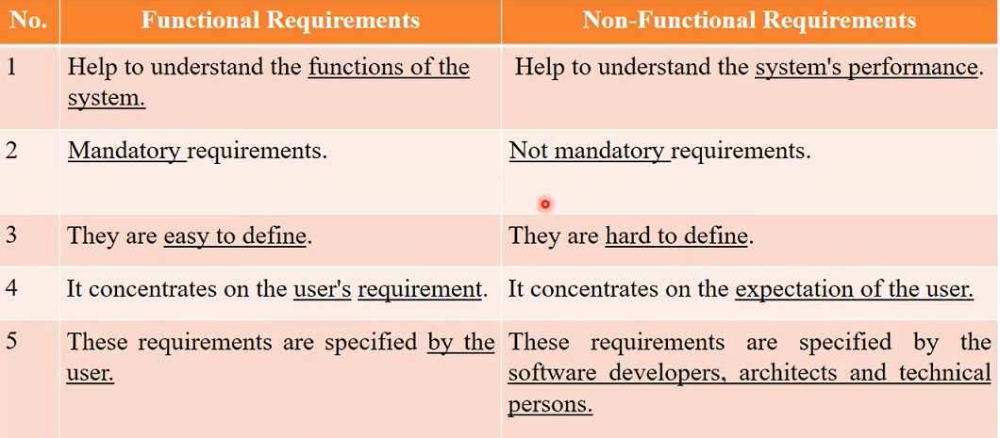 No. Functional Requirements Non-Functional Requirements
1 Help to understand the functions of the Help to understand the system's performance.
system.
2 Mandatory requirements. Not mandatory requirements.
3 They are easy to define. They are hard to define.
4 It concentrates on the user's requirement. It concentrates on the expectation of the user.
5 These requirements are specified by the These requirements are specified by the
user. software developers, architects and technical
persons.